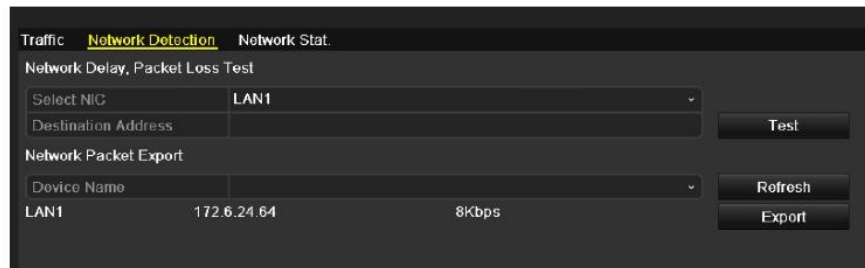 Traffic Network Detection Network Stat.
Network Delay, Packet Loss Test
Select NIC LAN1
Destination Address Test
Network Packet Export
Device Name Refresh
LAN1 172.6.24.64 8Kbps Export